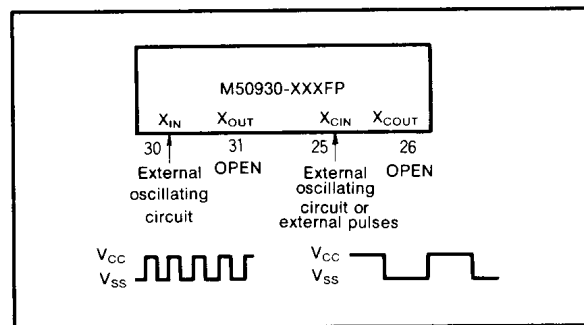 M50930-XXXFP
XIN XOUT XCIN XCOUT
30 31 25 26
External oscillating circuit
OPEN
External oscillating circuit or external pulses
OPEN
VCC
VSS
VCC
VSS